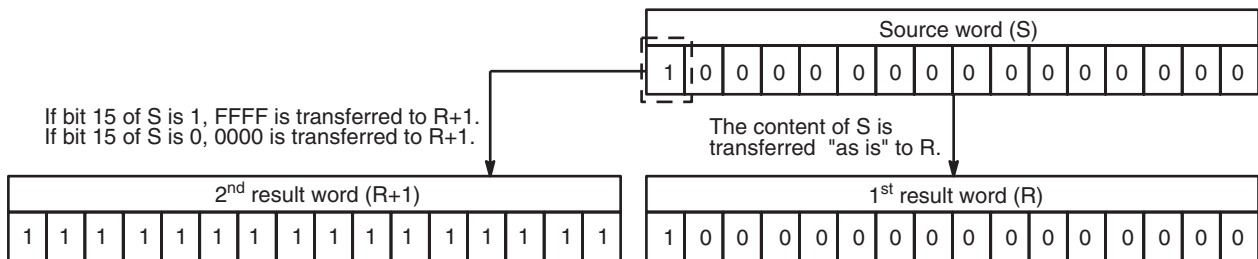 Source word (S)
1 0 0 0 0 0 0 0 0 0 0 0 0 0 0 0
If bit 15 of S is 1, FFFF is transferred to R+1.
If bit 15 of S is 0, 0000 is transferred to R+1.
The content of S is
transferred "as is" to R.
2nd result word (R+1)
1st result word (R)
1 1 1 1 1 1 1 1 1 1 1 1 1 1 1 1
1 0 0 0 0 0 0 0 0 0 0 0 0 0 0 0